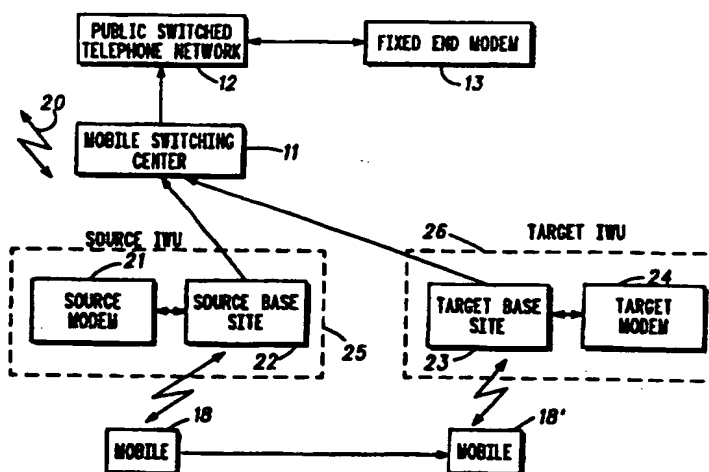 PUBLIC SWITCHED
TELEPHONE NETWORK
12
FIXED END MODEM
13
20
MOBILE SWITCHING
CENTER
11
SOURCE IWU
21
SOURCE
MODEM
SOURCE BASE
SITE
22
25
26
TARGET IWU
TARGET BASE
SITE
23
24
TARGET
MODEM
18
MOBILE
18'
MOBILE